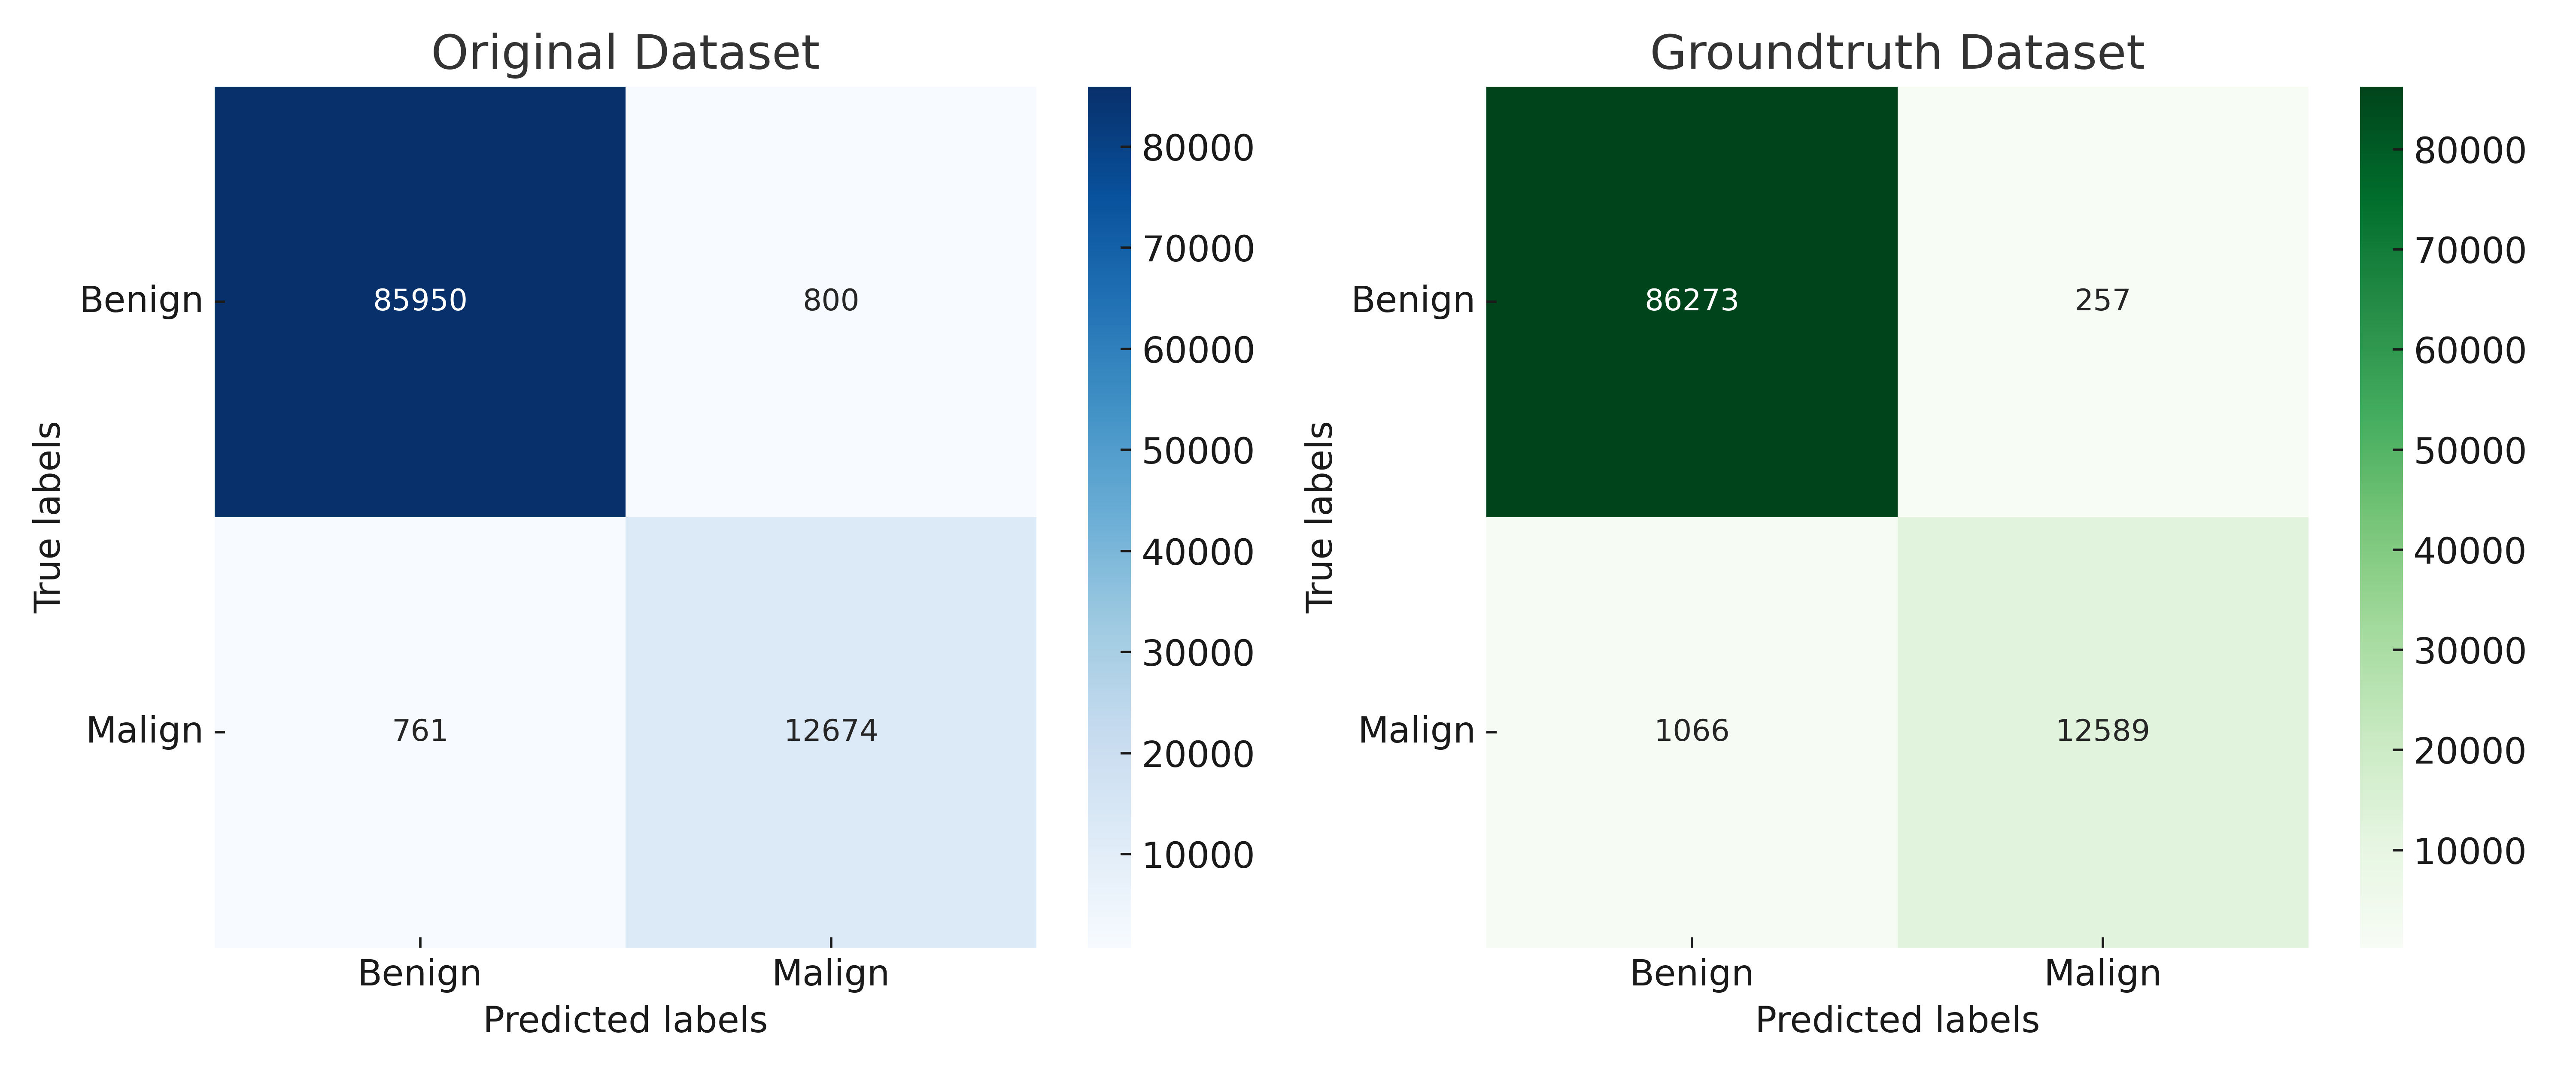 Original Dataset
True labels
Benign
Malign
85950
800
761
12674
Benign
Malign
Predicted labels
80000
70000
60000
50000
40000
30000
20000
10000
Groundtruth Dataset
True labels
Benign
Malign
86273
257
1066
12589
Benign
Malign
Predicted labels
80000
70000
60000
50000
40000
30000
20000
10000